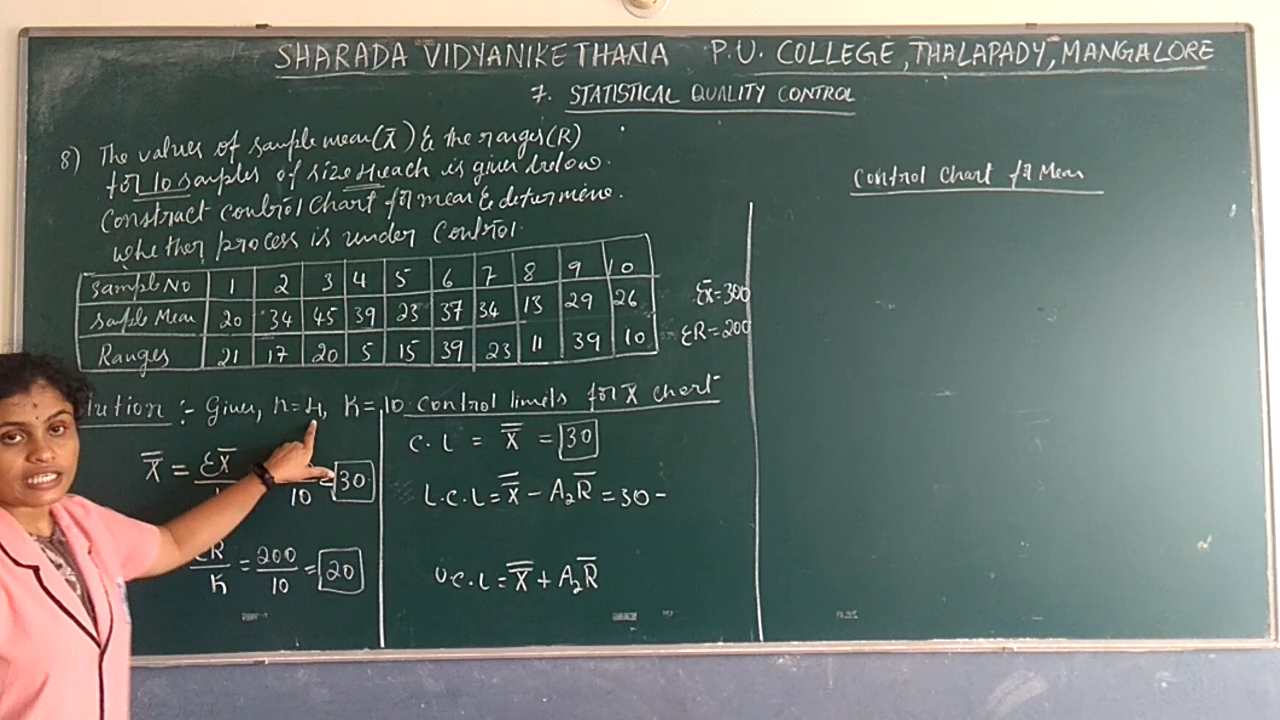 SHARADA VIDYANIKETHANA P.U. COLLEGE, THALAPADY, MANGALORE
7. STATISTICAL QUALITY CONTROL
8) The values of sample mean (X̄) & the ranges (R)
for 10 samples of size 4 each is given below.
Construct Control Chart for mean & determine
whether process is under Control.
Sample No 1 2 3 4 5 6 7 8 9 10
Saple Mean 20 34 45 39 23 37 34 13 29 26
Ranges 21 17 20 5 15 39 23 11 39 10
ΣX̄ = 300
ΣR = 200
lution :- Given, n = 4, K = 10
X̿ = ΣX̄
10 = 30
R
K = 200
10 = 20
Control limits for X̄ chart
C.L = X̿ = 30
L.C.L = X̿ - A₂R̄ = 30 -
U.C.L = X̿ + A₂R̄
Control Chart for Mean